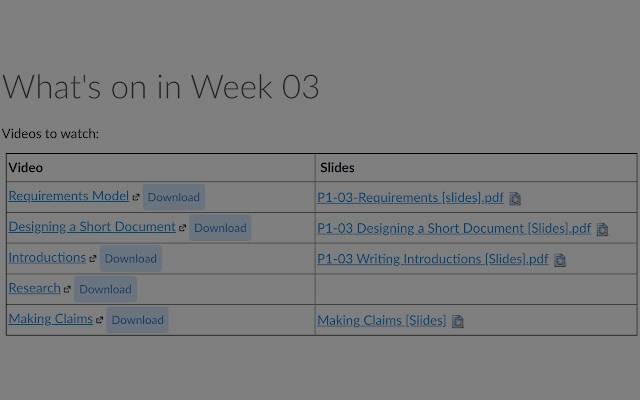 What's on in Week 03
Videos to watch:
Video Slides
Requirements Model Download P1-03-Requirements [slides].pdf
Designing a Short Document Download P1-03 Designing a Short Document [Slides].pdf
Introductions Download P1-03 Writing Introductions [Slides].pdf
Research Download
Making Claims Download Making Claims [Slides]